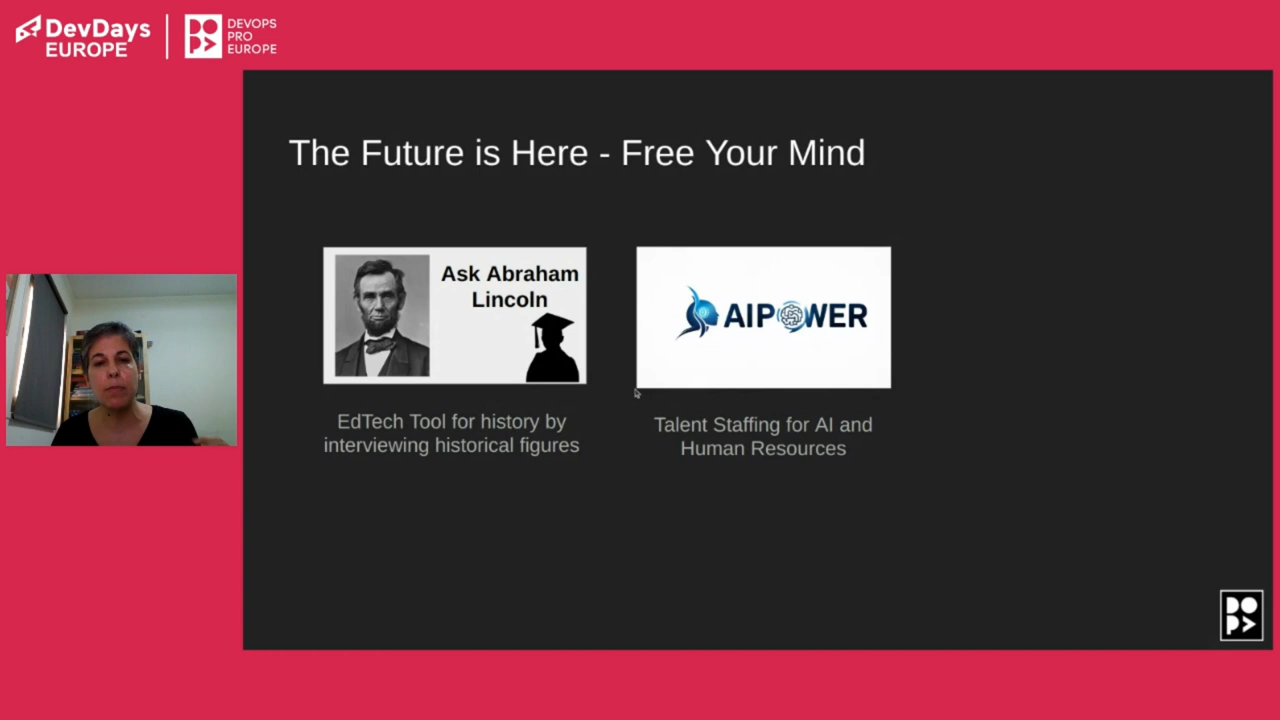 DevDays
EUROPE
DEVOPS
PRO
EUROPE
The Future is Here - Free Your Mind
Ask Abraham
Lincoln
AIPOWER
EdTech Tool for history by
interviewing historical figures
Talent Staffing for AI and
Human Resources